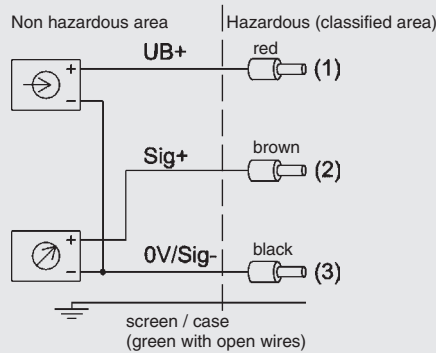 Non hazardous area
Hazardous (classified area)
UB+
red
+
(1)
−
Sig+
brown
(2)
+
0V/Sig-
black
−
(3)
screen / case
(green with open wires)